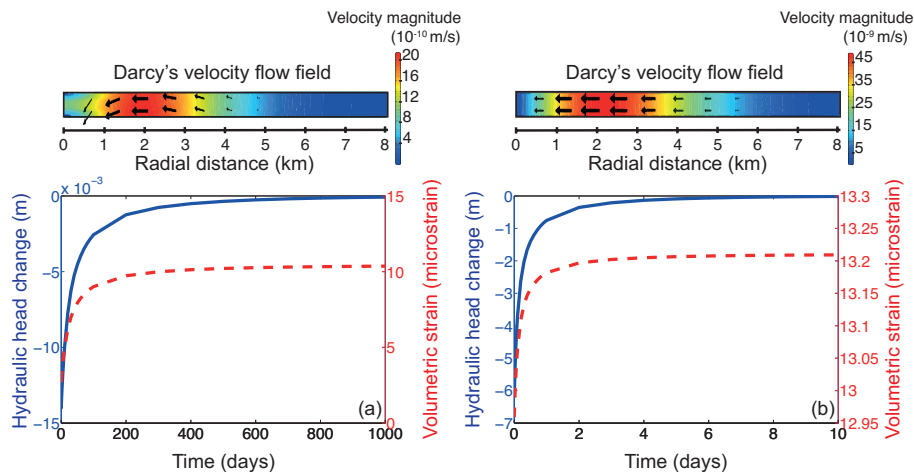 Velocity magnitude
(10-10 m/s)
20
16
12
8
4
Darcy's velocity flow field
0 1 2 3 4 5 6 7 8
Radial distance (km)
x 10-3
0
−5
−10
−15
Hydraulic head change (m)
15
10
5
0
Volumetric strain (microstrain)
(a)
0 200 400 600 800 1000
Time (days)
Velocity magnitude
(10-9 m/s)
45
35
25
15
5
Darcy's velocity flow field
0 1 2 3 4 5 6 7 8
Radial distance (km)
0
−1
−2
−3
−4
−5
−6
−7
Hydraulic head change (m)
13.3
13.25
13.2
13.15
13.1
13.05
13
12.95
Volumetric strain (microstrain)
(b)
0 2 4 6 8 10
Time (days)